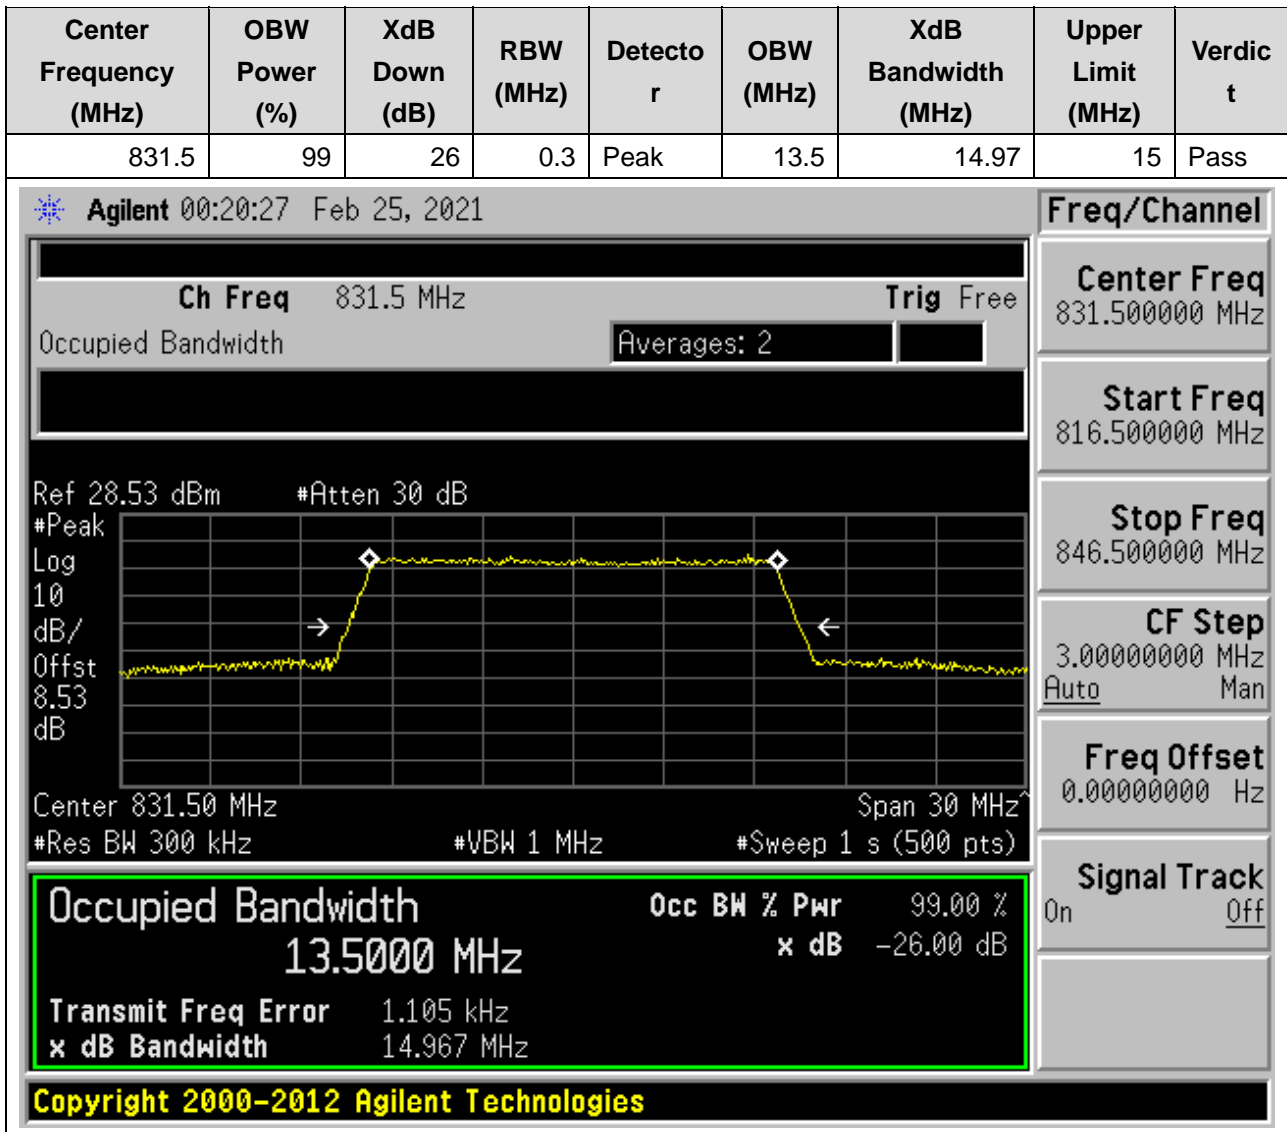 Center Frequency (MHz) OBW Power (%) XdB Down (dB) RBW (MHz) Detecto r OBW (MHz) XdB Bandwidth (MHz) Upper Limit (MHz) Verdic t
831.5 99 26 0.3 Peak 13.5 14.97 15 Pass
Agilent 00:20:27 Feb 25, 2021
Ch Freq 831.5 MHz Trig Free
Occupied Bandwidth Averages: 2
Ref 28.53 dBm #Atten 30 dB
#Peak
Log
10
dB/
Offst
8.53
dB
Center 831.50 MHz Span 30 MHz^
#Res BW 300 kHz #VBW 1 MHz #Sweep 1 s (500 pts)
Occupied Bandwidth Occ BW % Pwr 99.00 %
13.5000 MHz x dB -26.00 dB
Transmit Freq Error 1.105 kHz
x dB Bandwidth 14.967 MHz
Copyright 2000-2012 Agilent Technologies
Freq/Channel
Center Freq
831.500000 MHz
Start Freq
816.500000 MHz
Stop Freq
846.500000 MHz
CF Step
3.00000000 MHz
Auto Man
Freq Offset
0.00000000 Hz
Signal Track
On Off